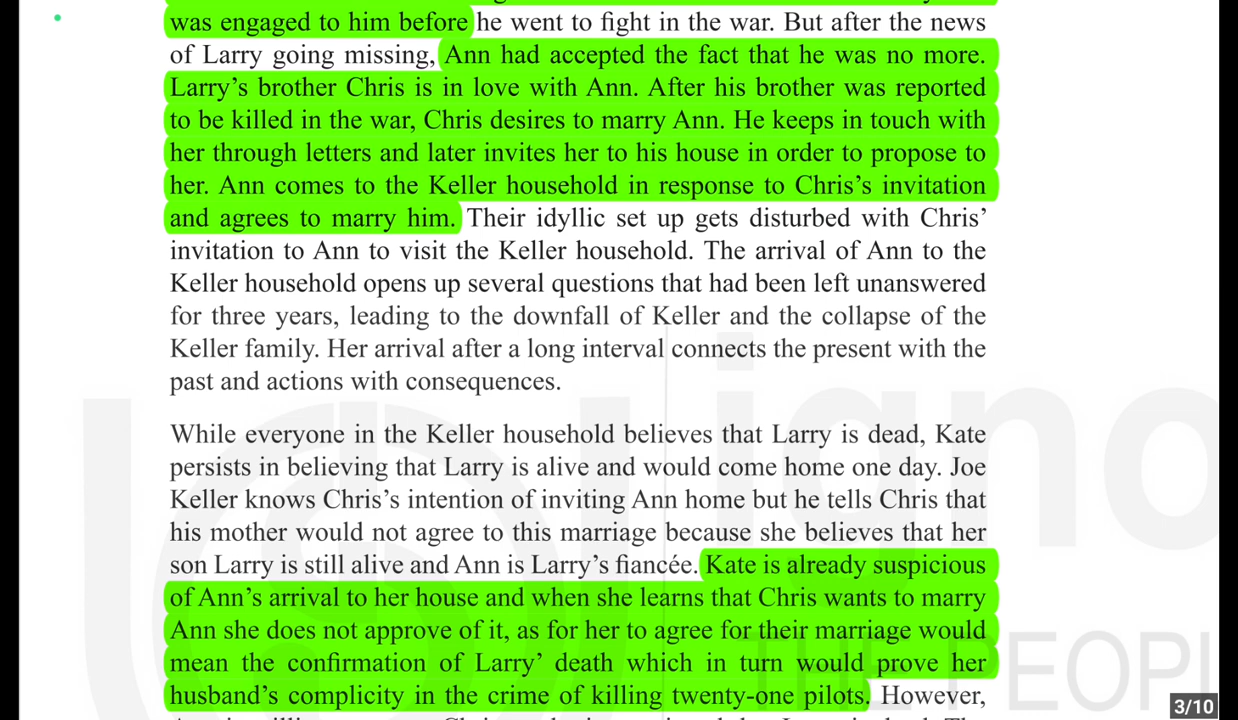 was engaged to him before he went to fight in the war. But after the news
of Larry going missing, Ann had accepted the fact that he was no more.
Larry’s brother Chris is in love with Ann. After his brother was reported
to be killed in the war, Chris desires to marry Ann. He keeps in touch with
her through letters and later invites her to his house in order to propose to
her. Ann comes to the Keller household in response to Chris’s invitation
and agrees to marry him. Their idyllic set up gets disturbed with Chris’
invitation to Ann to visit the Keller household. The arrival of Ann to the
Keller household opens up several questions that had been left unanswered
for three years, leading to the downfall of Keller and the collapse of the
Keller family. Her arrival after a long interval connects the present with the
past and actions with consequences.
While everyone in the Keller household believes that Larry is dead, Kate
persists in believing that Larry is alive and would come home one day. Joe
Keller knows Chris’s intention of inviting Ann home but he tells Chris that
his mother would not agree to this marriage because she believes that her
son Larry is still alive and Ann is Larry’s fiancée. Kate is already suspicious
of Ann’s arrival to her house and when she learns that Chris wants to marry
Ann she does not approve of it, as for her to agree for their marriage would
mean the confirmation of Larry’ death which in turn would prove her
husband’s complicity in the crime of killing twenty-one pilots. However,
igno
THE PEOPL
3/10